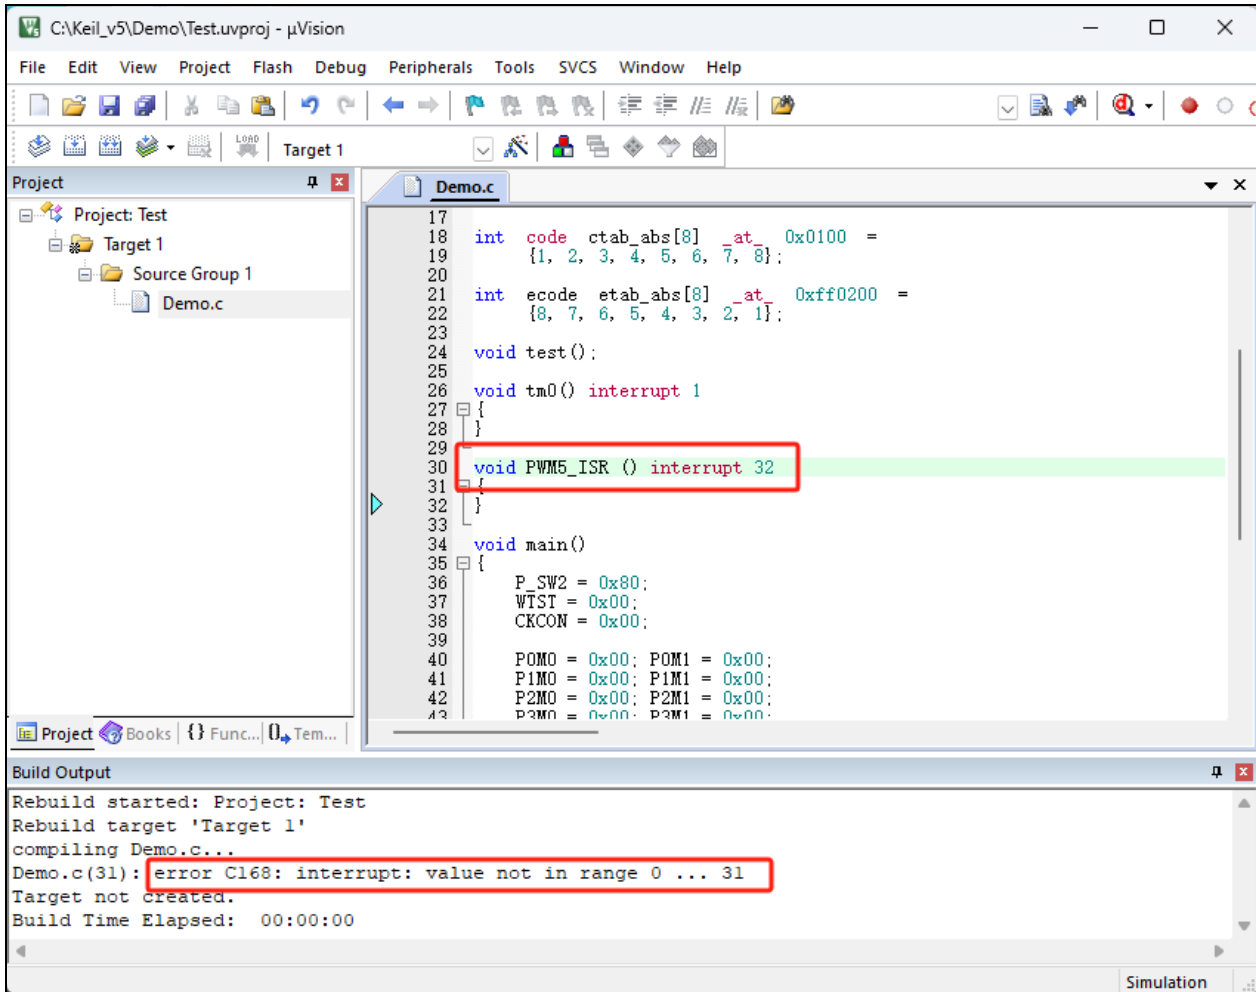 C:\Keil_v5\Demo\Test.uvproj - µVision
File Edit View Project Flash Debug Peripherals Tools SVCS Window Help
LOAD Target 1
Project
Demo.c
Project: Test
Target 1
Source Group 1
Demo.c
17
18 int code ctab_abs[8] _at_ 0x0100 =
19 {1, 2, 3, 4, 5, 6, 7, 8};
20
21 int ecode etab_abs[8] _at_ 0xff0200 =
22 {8, 7, 6, 5, 4, 3, 2, 1};
23
24 void test();
25
26 void tm0() interrupt 1
27 {
28 }
29
30 void PWM5_ISR () interrupt 32
31 {
32 }
33
34 void main()
35 {
36 P_SW2 = 0x80;
37 WTST = 0x00;
38 CKCON = 0x00;
39
40 P0M0 = 0x00; P0M1 = 0x00;
41 P1M0 = 0x00; P1M1 = 0x00;
42 P2M0 = 0x00; P2M1 = 0x00;
43 P3M0 = 0x00; P3M1 = 0x00;
Project Books {} Func... Tem...
Build Output
Rebuild started: Project: Test
Rebuild target 'Target 1'
compiling Demo.c...
Demo.c(31): error C168: interrupt: value not in range 0 ... 31
Target not created.
Build Time Elapsed: 00:00:00
Simulation